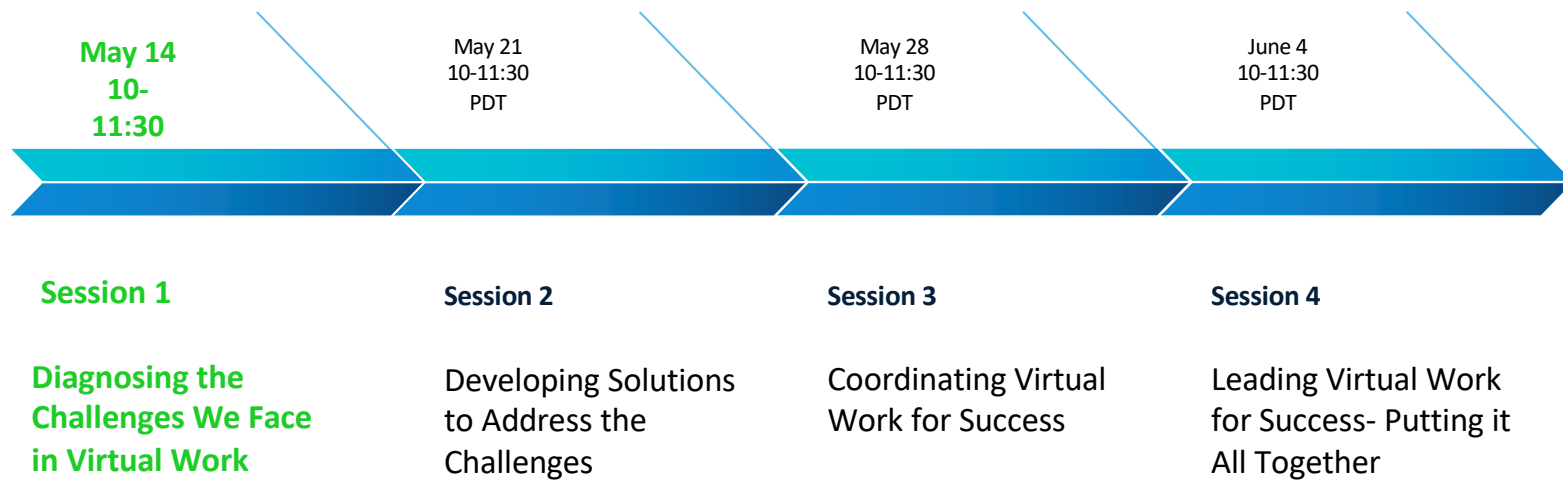 May 14
10-
11:30
May 21
10-11:30
PDT
May 28
10-11:30
PDT
June 4
10-11:30
PDT
Session 1
Diagnosing the
Challenges We Face
in Virtual Work
Session 2
Developing Solutions
to Address the
Challenges
Session 3
Coordinating Virtual
Work for Success
Session 4
Leading Virtual Work
for Success- Putting it
All Together